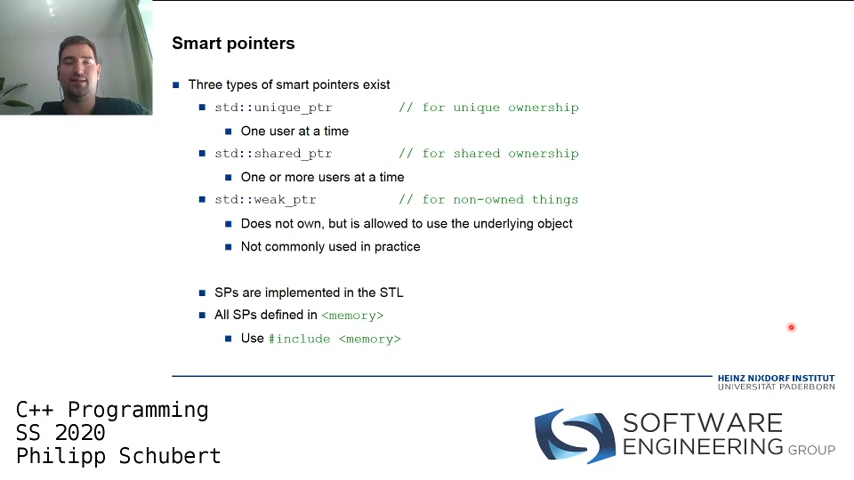 Smart pointers
Three types of smart pointers exist
std::unique_ptr // for unique ownership
One user at a time
std::shared_ptr // for shared ownership
One or more users at a time
std::weak_ptr // for non-owned things
Does not own, but is allowed to use the underlying object
Not commonly used in practice
SPs are implemented in the STL
All SPs defined in <memory>
Use #include <memory>
HEINZ NIXDORF INSTITUT
UNIVERSITÄT PADERBORN
C++ Programming
SS 2020
Philipp Schubert
SOFTWARE
ENGINEERING GROUP